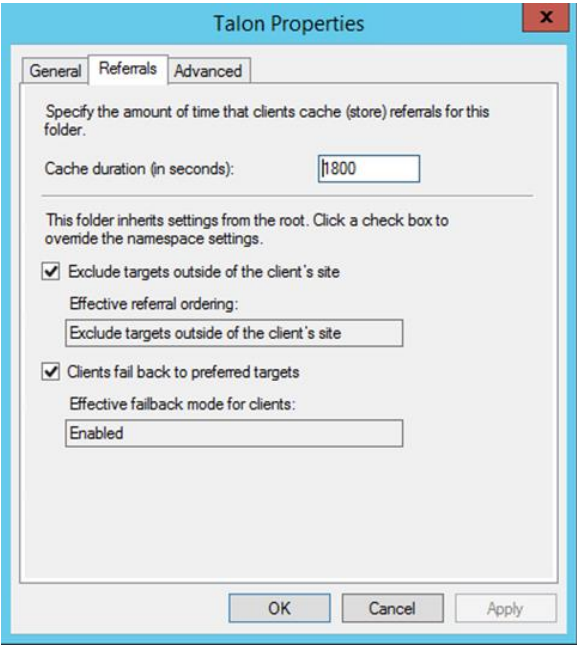 Talon Properties
x
General Referrals Advanced
Specify the amount of time that clients cache (store) referrals for this
folder.
Cache duration (in seconds): 1800
This folder inherits settings from the root. Click a check box to
override the namespace settings.
Exclude targets outside of the client's site
Effective referral ordering:
Exclude targets outside of the client's site
Clients fail back to preferred targets
Effective failback mode for clients:
Enabled
OK Cancel Apply